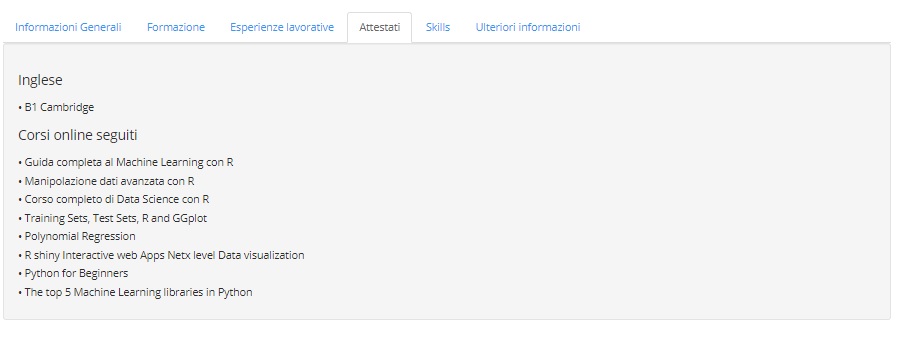 Informazioni Generali Formazione Esperienze lavorative Attestati Skills Ulteriori informazioni
Inglese
• B1 Cambridge
Corsi online seguiti
• Guida completa al Machine Learning con R
• Manipolazione dati avanzata con R
• Corso completo di Data Science con R
• Training Sets, Test Sets, R and GGplot
• Polynomial Regression
• R shiny Interactive web Apps Netx level Data visualization
• Python for Beginners
• The top 5 Machine Learning libraries in Python